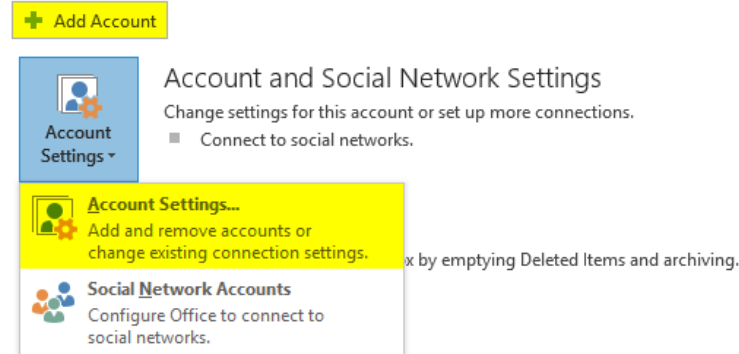 Add Account
Account and Social Network Settings
Change settings for this account or set up more connections.
Connect to social networks.
Account
Settings
Account Settings...
Add and remove accounts or
change existing connection settings.
by emptying Deleted Items and archiving.
Social Network Accounts
Configure Office to connect to
social networks.